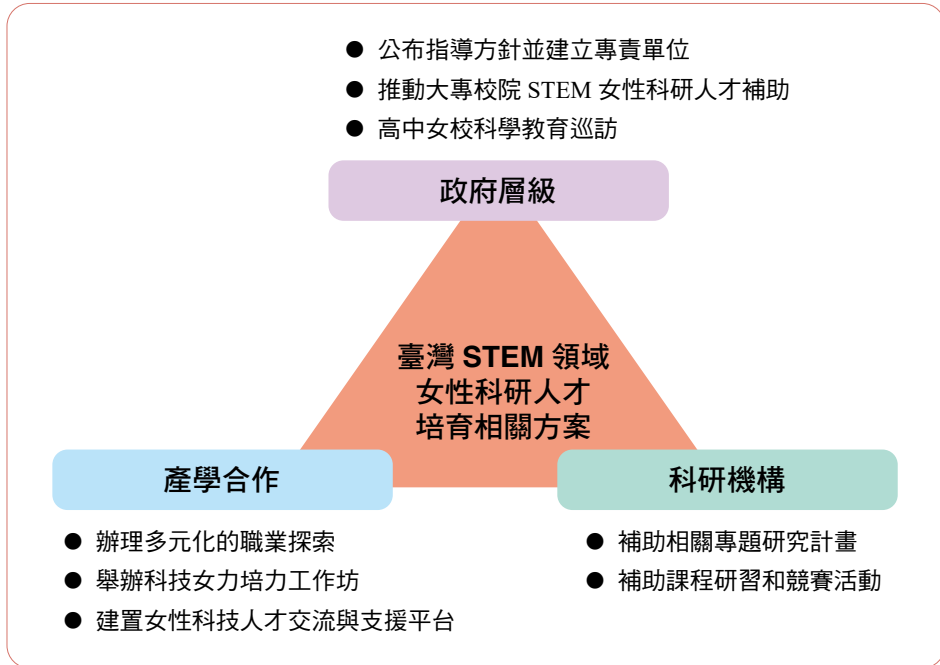 ● 公布指導方針並建立專責單位
● 推動大專校院 STEM 女性科研人才補助
● 高中女校科學教育巡訪
政府層級
臺灣 STEM 領域
女性科研人才
培育相關方案
產學合作
● 辦理多元化的職業探索
● 舉辦科技女力培力工作坊
● 建置女性科技人才交流與支援平台
科研機構
● 補助相關專題研究計畫
● 補助課程研習和競賽活動